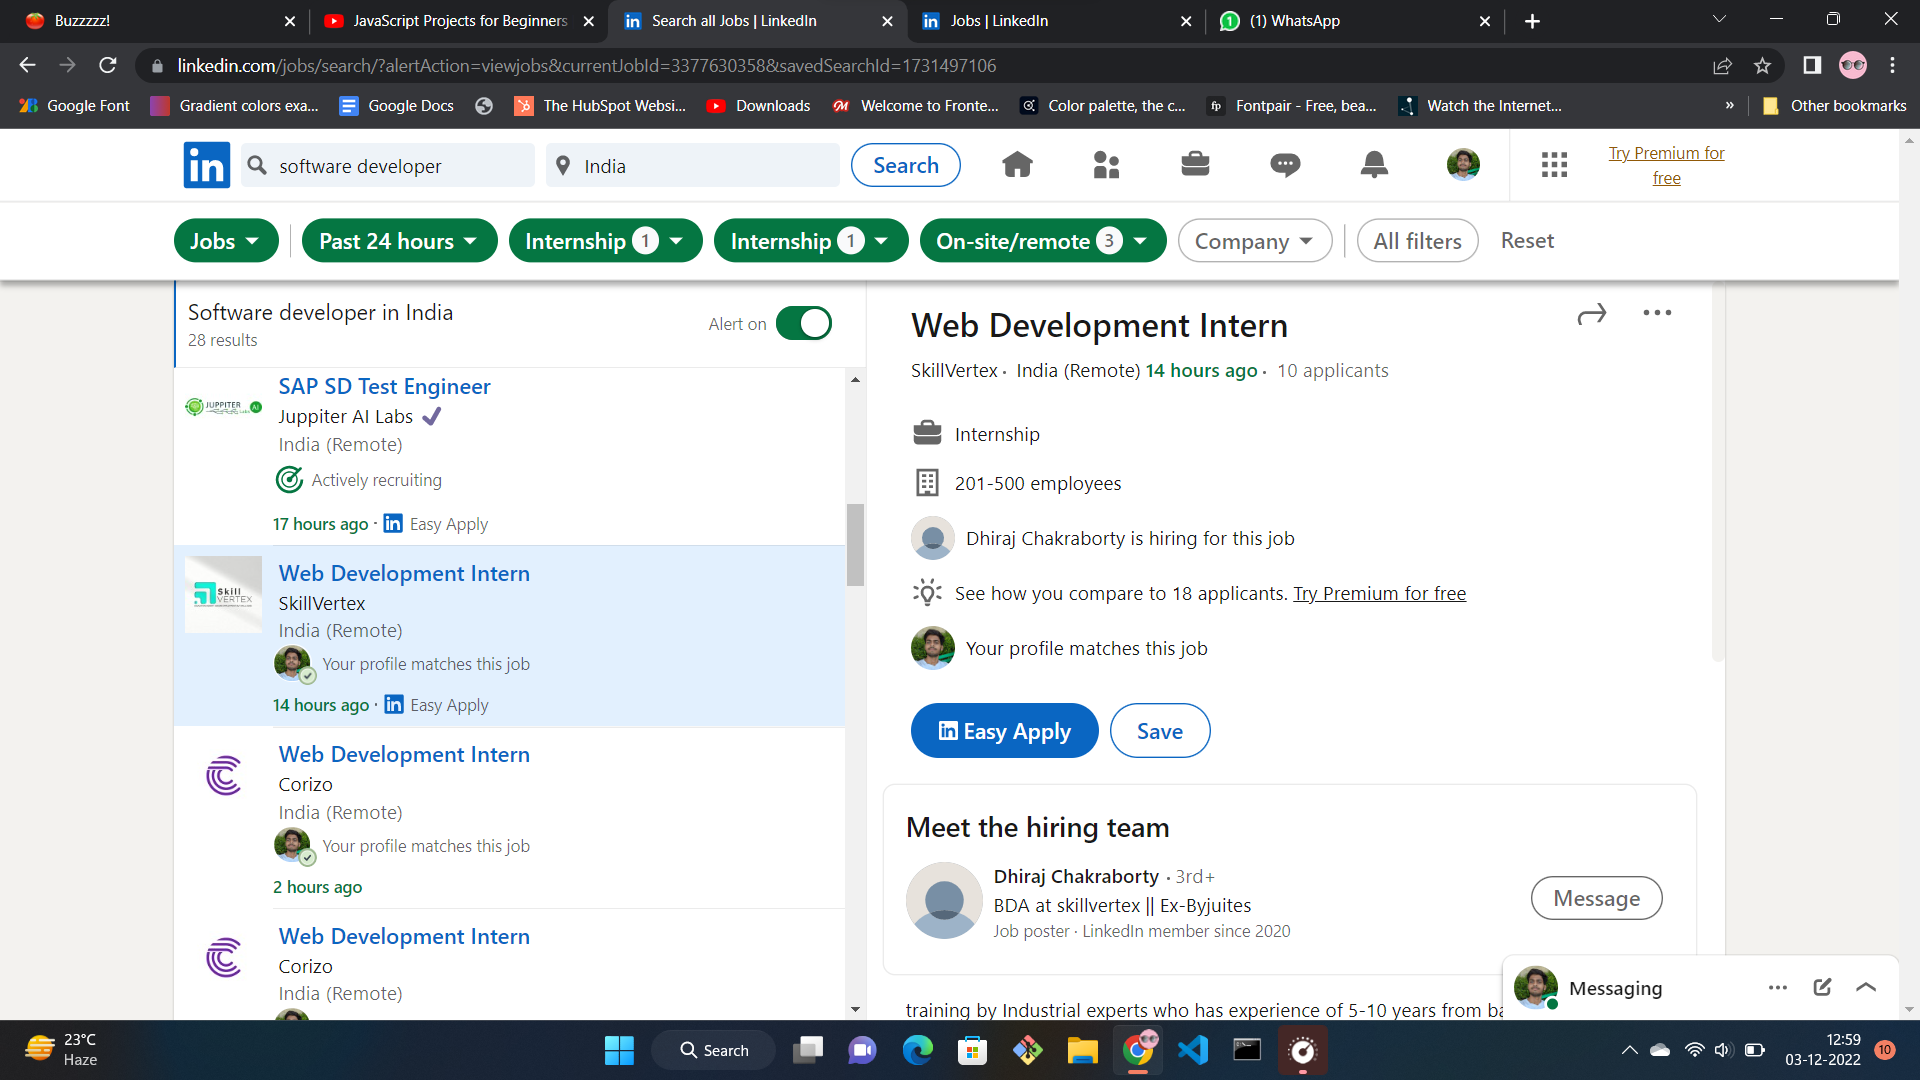 Buzzzzz!
JavaScript Projects for Beginners
Search all Jobs | LinkedIn
Jobs | LinkedIn
(1) WhatsApp
linkedin.com/jobs/search/?alertAction=viewjobs&currentJobId=3377630358&savedSearchId=1731497106
Google Font
Gradient colors exa...
Google Docs
The HubSpot Websi...
Downloads
Welcome to Fronte...
Color palette, the c...
Fontpair - Free, bea...
Watch the Internet...
»
Other bookmarks
in
software developer
India
Search
Try Premium for
free
Jobs
Past 24 hours
Internship 1
Internship 1
On-site/remote 3
Company
All filters
Reset
Software developer in India
28 results
Alert on
JUPPITER AI
SAP SD Test Engineer
Juppiter AI Labs
India (Remote)
Actively recruiting
17 hours ago · in Easy Apply
Skill
VERTEX
Web Development Intern
SkillVertex
India (Remote)
Your profile matches this job
14 hours ago · in Easy Apply
Web Development Intern
Corizo
India (Remote)
Your profile matches this job
2 hours ago
Web Development Intern
Corizo
India (Remote)
Web Development Intern
SkillVertex · India (Remote) 14 hours ago · 10 applicants
Internship
201-500 employees
Dhiraj Chakraborty is hiring for this job
See how you compare to 18 applicants. Try Premium for free
Your profile matches this job
in Easy Apply
Save
Meet the hiring team
Dhiraj Chakraborty · 3rd+
BDA at skillvertex || Ex-Byjuites
Job poster · LinkedIn member since 2020
Message
training by Industrial experts who has experience of 5-10 years from ba
Messaging
23°C
Haze
Search
12:59
03-12-2022
10